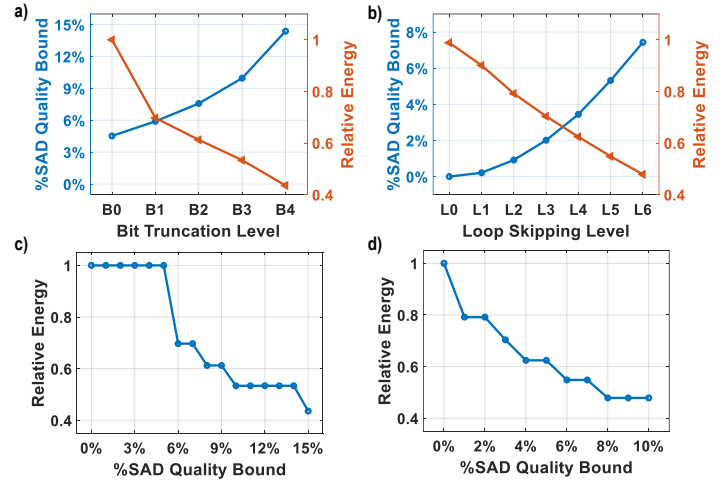 a)
%SAD Quality Bound
15%
12%
9%
6%
3%
0%
1
0.8
0.6
0.4
Relative Energy
B0 B1 B2 B3 B4
Bit Truncation Level
b)
%SAD Quality Bound
8%
6%
4%
2%
0%
1
0.8
0.6
0.4
Relative Energy
L0 L1 L2 L3 L4 L5 L6
Loop Skipping Level
c)
Relative Energy
1
0.8
0.6
0.4
0% 3% 6% 9% 12% 15%
%SAD Quality Bound
d)
Relative Energy
1
0.8
0.6
0.4
0% 2% 4% 6% 8% 10%
%SAD Quality Bound